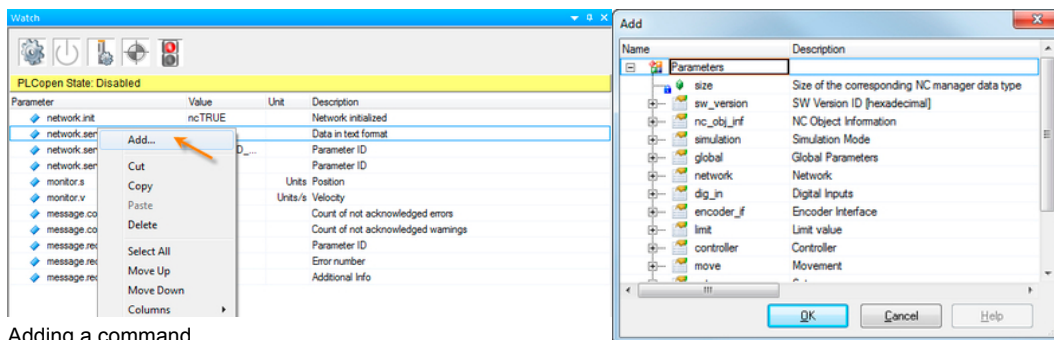 Watch
PLCopen State: Disabled
Parameter Value Unit Description
network.init ncTRUE Network initialized
network.ser Data in text format
network.ser D_... Parameter ID
network.ser Parameter ID
monitor.s Units Position
monitor.v Units/s Velocity
message.co Count of not acknowledged errors
message.co Count of not acknowledged warnings
message.rec Parameter ID
message.rec Error number
message.rec Additional Info
Add...
Cut
Copy
Paste
Delete
Select All
Move Up
Move Down
Columns
Adding a command
Add
Name Description
Parameters
size Size of the corresponding NC manager data type
sw_version SW Version ID [hexadecimal]
nc_obj_inf NC Object Information
simulation Simulation Mode
global Global Parameters
network Network
dig_in Digital Inputs
encoder_if Encoder Interface
limit Limit value
controller Controller
move Movement
OK Cancel Help